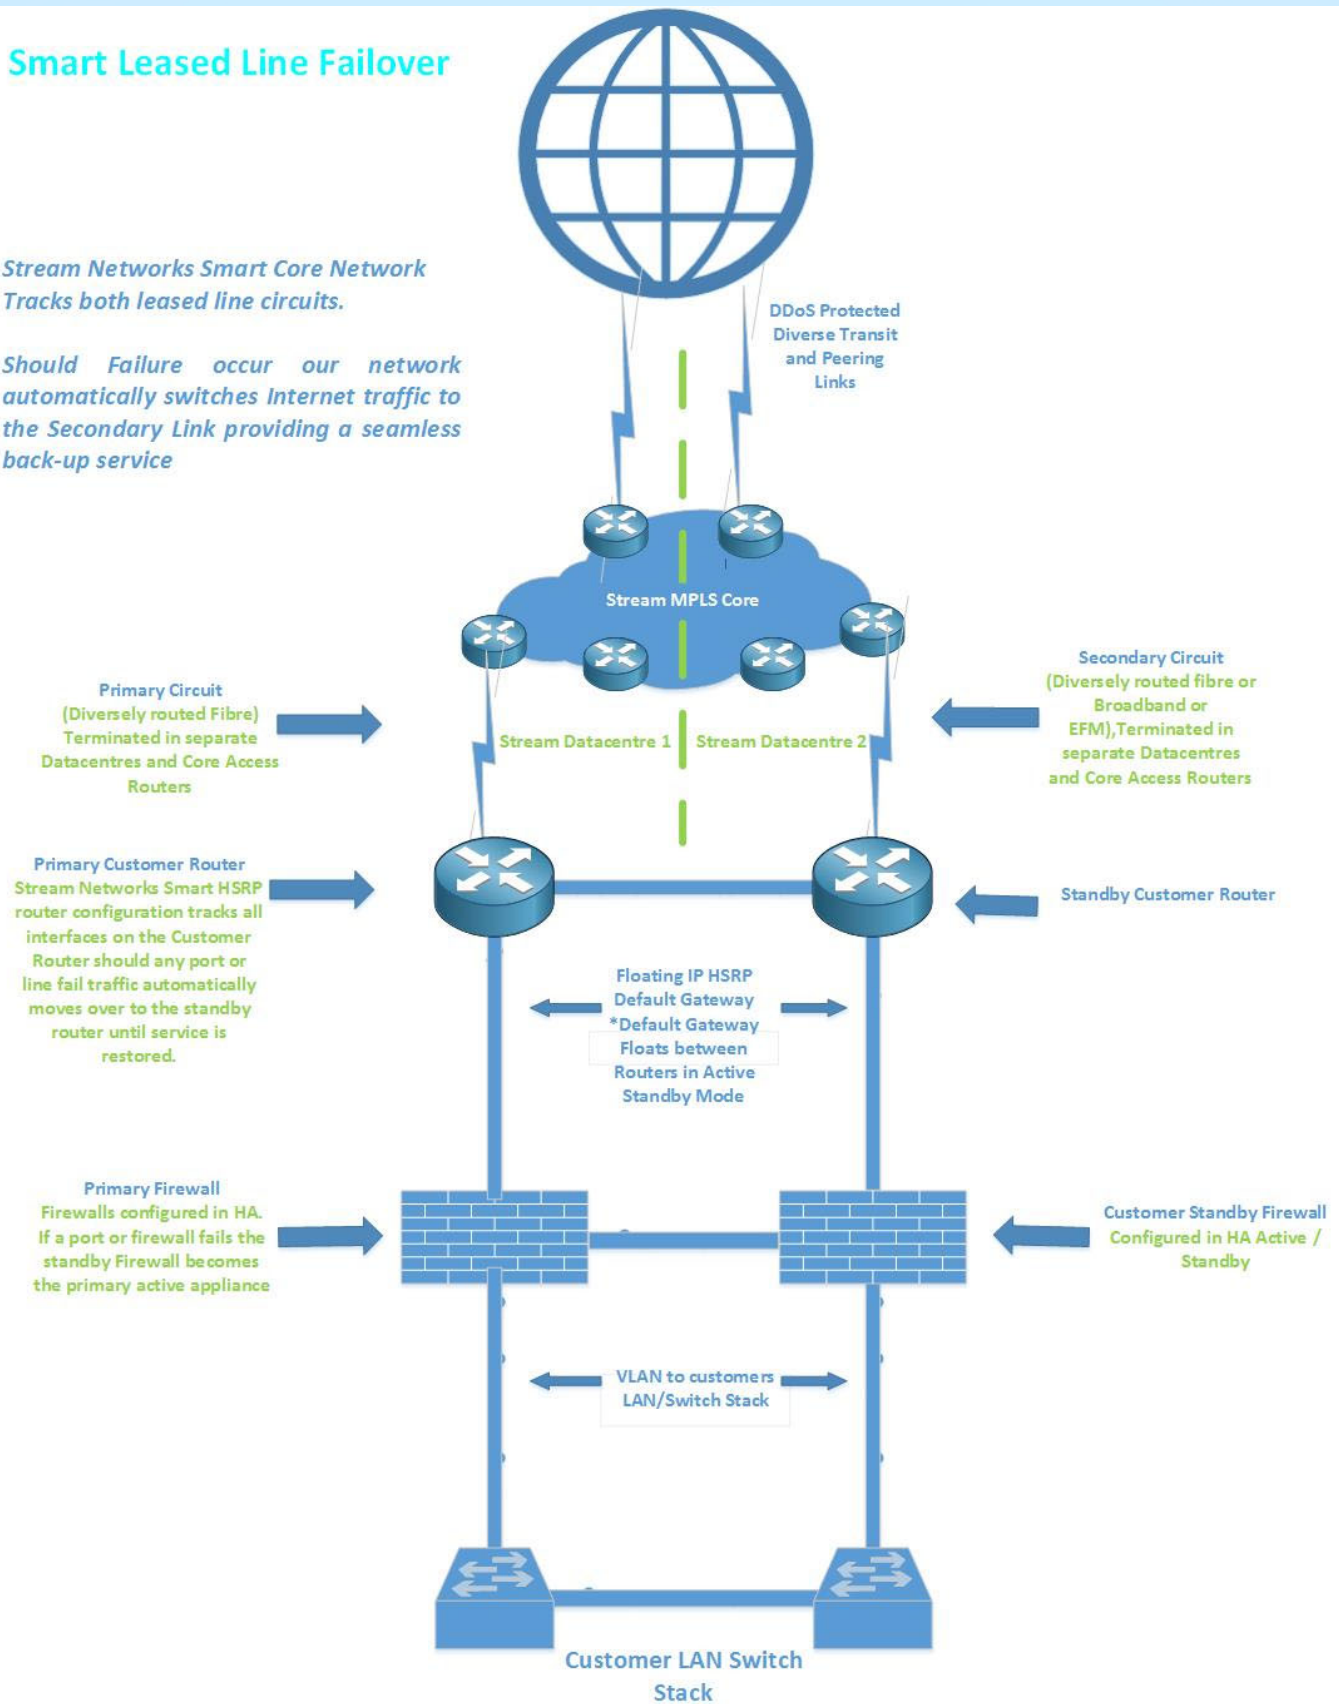 Smart Leased Line Failover
Stream Networks Smart Core Network
Tracks both leased line circuits.
Should Failure occur our network
automatically switches Internet traffic to
the Secondary Link providing a seamless
back-up service
DDoS Protected
Diverse Transit
and Peering
Links
Stream MPLS Core
Primary Circuit
(Diversely routed Fibre)
Terminated in separate
Datacentres and Core Access
Routers
Stream Datacentre 1
Stream Datacentre 2
Secondary Circuit
(Diversely routed fibre or
Broadband or
EFM),Terminated in
separate Datacentres
and Core Access Routers
Primary Customer Router
Stream Networks Smart HSRP
router configuration tracks all
interfaces on the Customer
Router should any port or
line fail traffic automatically
moves over to the standby
router until service is
restored.
Standby Customer Router
Floating IP HSRP
Default Gateway
*Default Gateway
Floats between
Routers in Active
Standby Mode
Primary Firewall
Firewalls configured in HA.
If a port or firewall fails the
standby Firewall becomes
the primary active appliance
Customer Standby Firewall
Configured in HA Active /
Standby
VLAN to customers
LAN/Switch Stack
Customer LAN Switch
Stack